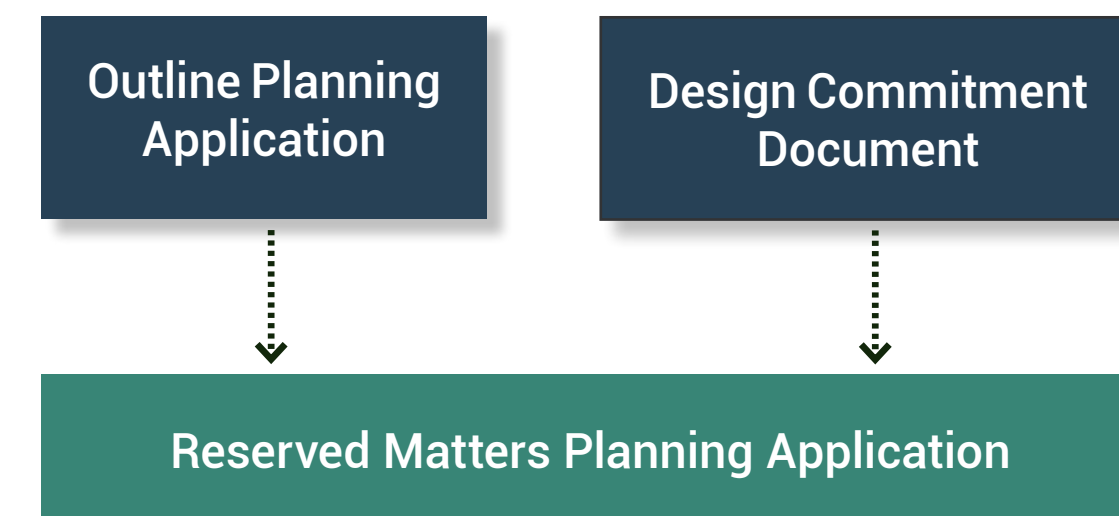 Outline Planning
Application
Design Commitment
Document
Reserved Matters Planning Application